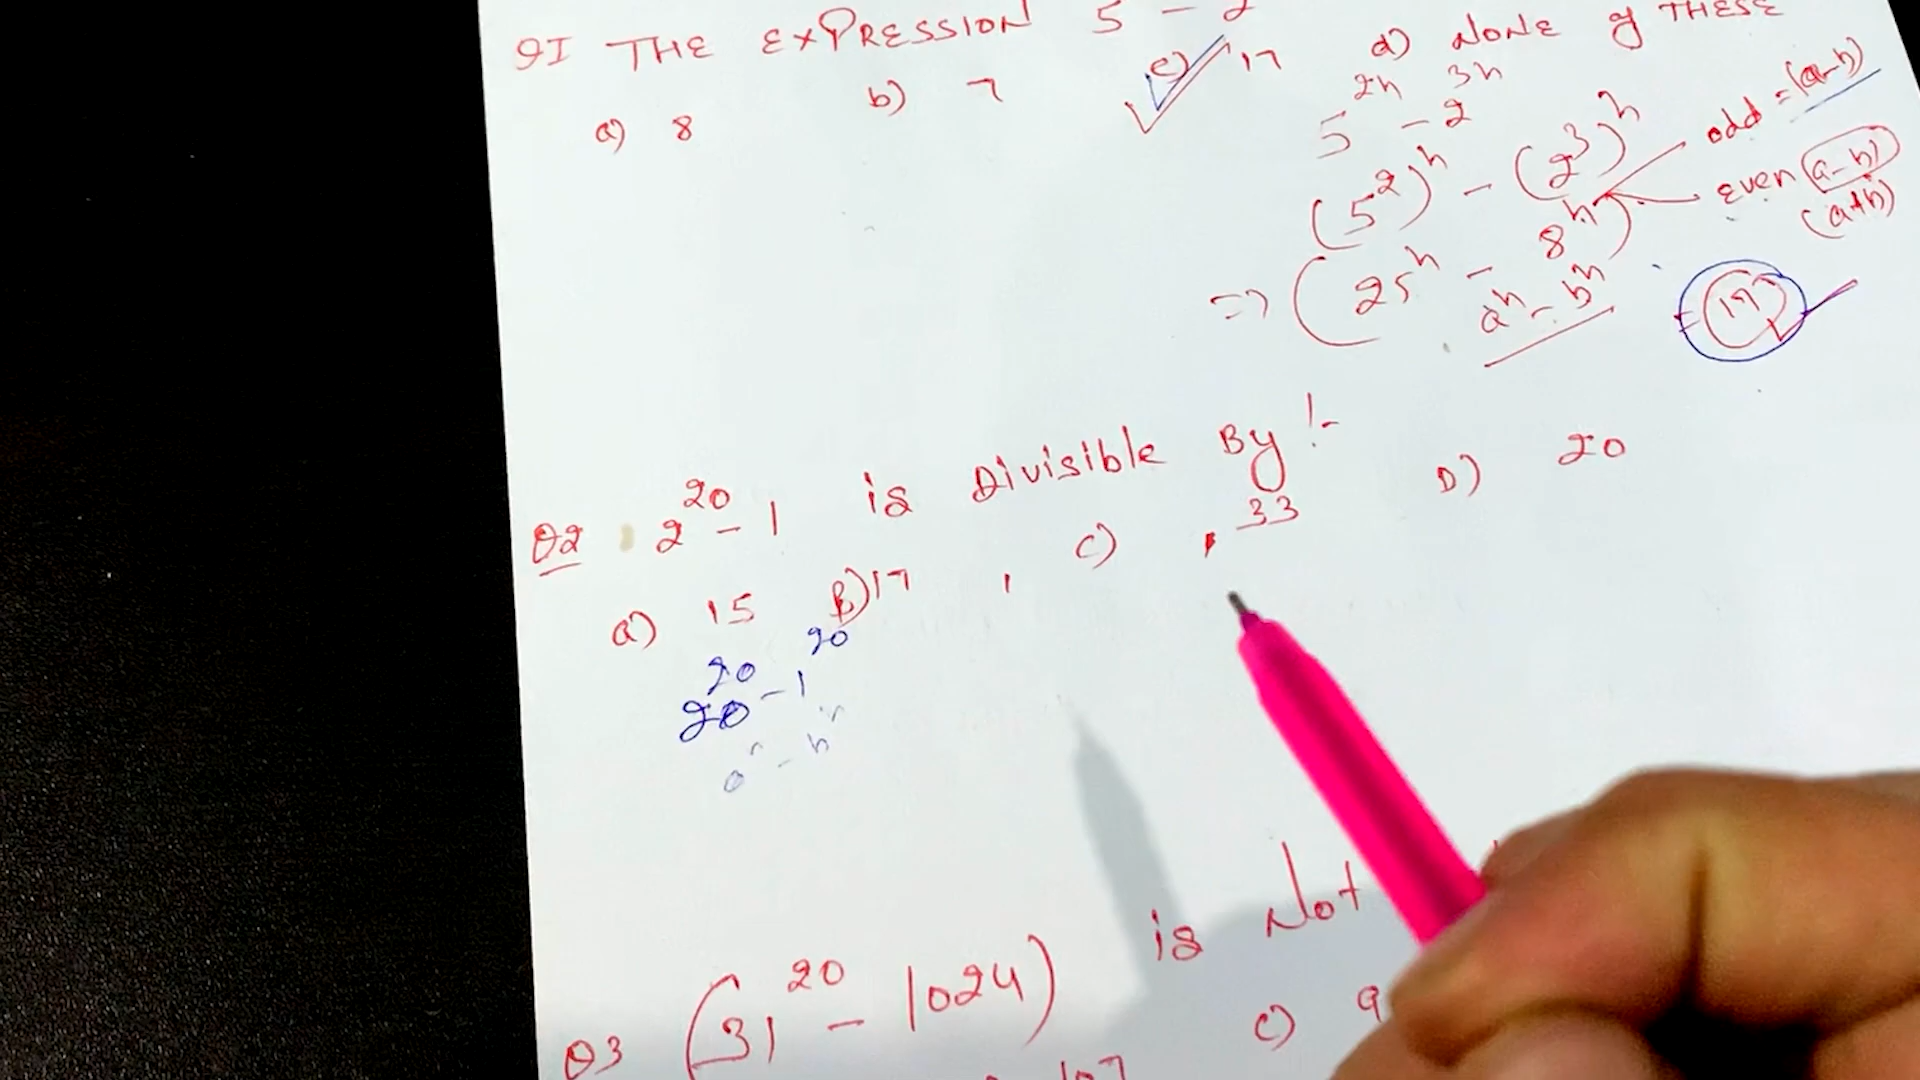 QI THE EXPRESSION 5 - 2
a) 8 b) 7 c) 17 d) NONE of THESE
5^2n - 2^3n
(5^2)^n - (2^3)^n odd = (a-b)
even (a-b)
(a+b)
=> (25^n - 8^n)
a^n - b^n = 17
Q2 2^20 - 1 is Divisible By :-
a) 15 B) 17 , c) 33 D) 20
20^20 - 1^20
a^n - b^n
Q3 (31^20 - 1024) is Not
107 c) 9